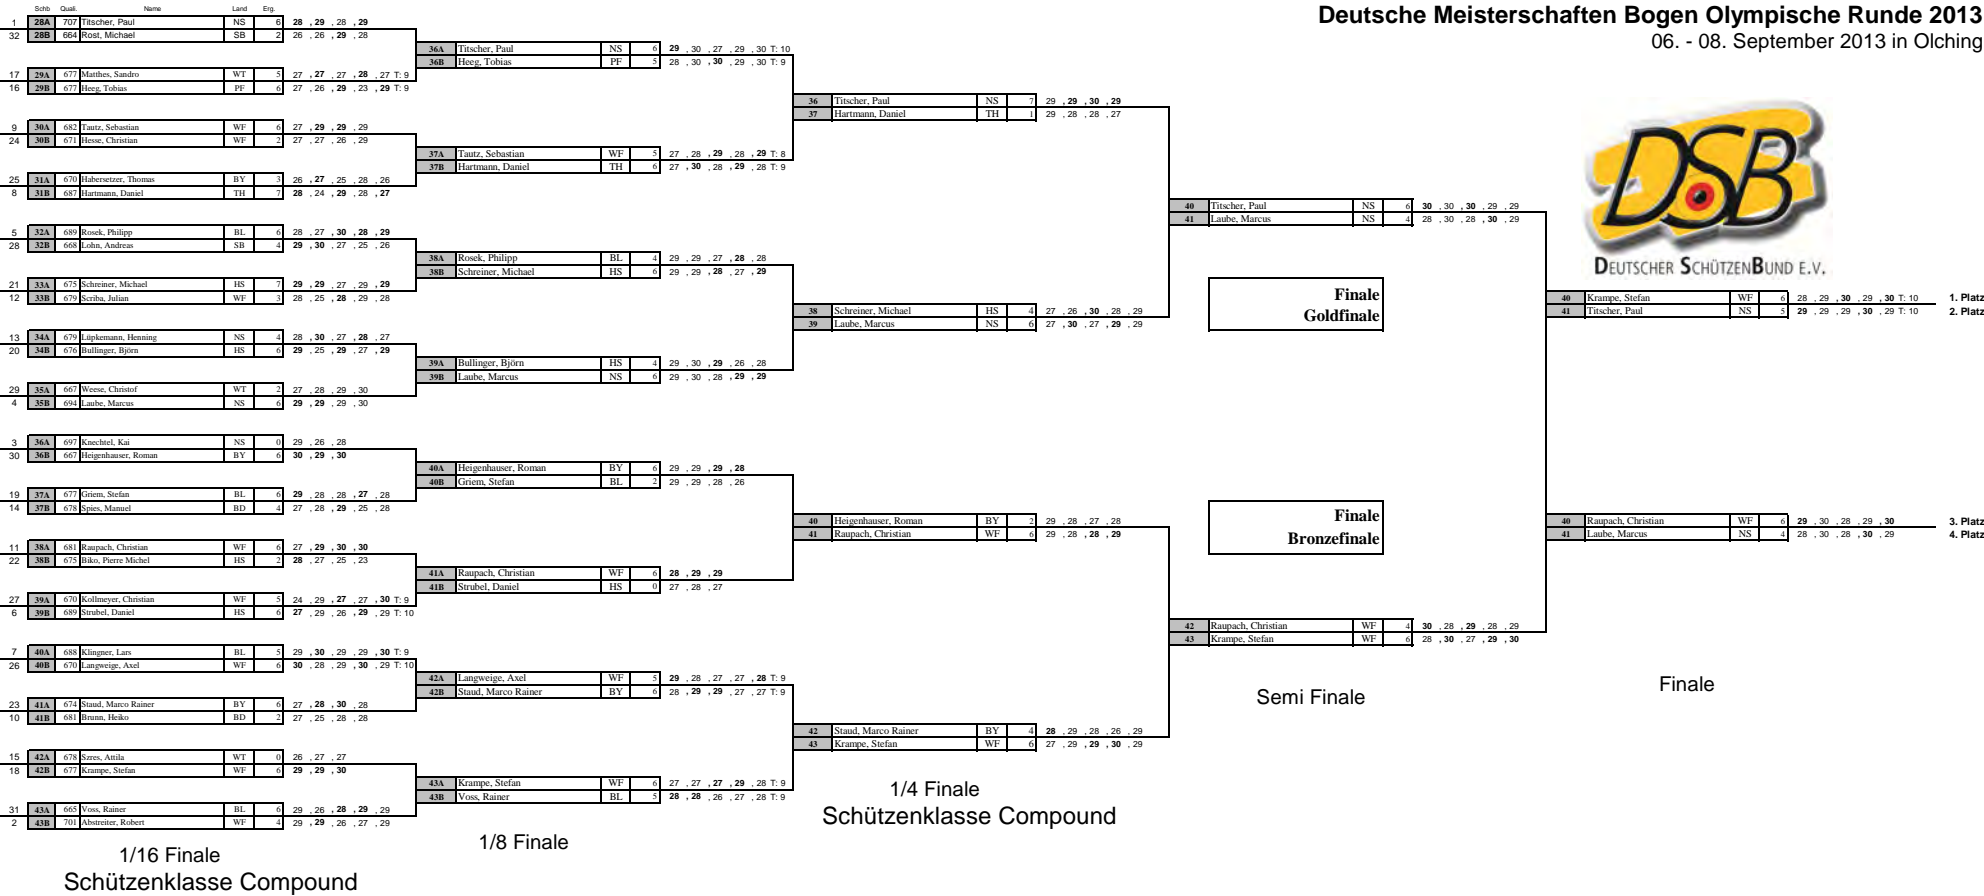 Deutsche Meisterschaften Bogen Olympische Runde 2013
06. - 08. September 2013 in Olching
DSB
DEUTSCHER SCHÜTZENBUND E.V.
Schb Quali. Name Land Erg.
1 28A 707 Titscher, Paul NS 6 28 , 29 , 28 , 29
32 28B 664 Rost, Michael SB 2 26 , 26 , 29 , 28
17 29A 677 Matthes, Sandro WT 5 27 , 27 , 27 , 28 , 27 T: 9
16 29B 677 Heeg, Tobias PF 6 27 , 26 , 29 , 23 , 29 T: 9
9 30A 682 Tautz, Sebastian WF 6 27 , 29 , 29 , 29
24 30B 671 Hesse, Christian WF 2 27 , 27 , 26 , 29
25 31A 670 Habersetzer, Thomas BY 3 26 , 27 , 25 , 28 , 26
8 31B 687 Hartmann, Daniel TH 7 28 , 24 , 29 , 28 , 27
5 32A 689 Rosek, Philipp BL 6 28 , 27 , 30 , 28 , 29
28 32B 668 Lohn, Andreas SB 4 29 , 30 , 27 , 25 , 26
21 33A 675 Schreiner, Michael HS 7 29 , 29 , 27 , 29 , 29
12 33B 679 Scriba, Julian WF 3 28 , 25 , 28 , 29 , 28
13 34A 679 Lüpkemann, Henning NS 4 28 , 30 , 27 , 28 , 27
20 34B 676 Bullinger, Björn HS 6 29 , 25 , 29 , 27 , 29
29 35A 667 Weese, Christof WT 2 27 , 28 , 29 , 30
4 35B 694 Laube, Marcus NS 6 29 , 29 , 29 , 30
3 36A 697 Knechtel, Kai NS 0 29 , 26 , 28
30 36B 667 Heigenhauser, Roman BY 6 30 , 29 , 30
19 37A 677 Griem, Stefan BL 6 29 , 28 , 28 , 27 , 28
14 37B 678 Spies, Manuel BD 4 27 , 28 , 29 , 25 , 28
11 38A 681 Raupach, Christian WF 6 27 , 29 , 30 , 30
22 38B 675 Biko, Pierre Michel HS 2 28 , 27 , 25 , 23
27 39A 670 Kollmeyer, Christian WF 5 24 , 29 , 27 , 27 , 30 T: 9
6 39B 689 Strubel, Daniel HS 6 27 , 29 , 26 , 29 , 29 T: 10
7 40A 688 Klingner, Lars BL 5 29 , 30 , 29 , 29 , 30 T: 9
26 40B 670 Langweige, Axel WF 6 30 , 28 , 29 , 30 , 29 T: 10
23 41A 674 Staud, Marco Rainer BY 6 27 , 28 , 30 , 28
10 41B 681 Brunn, Heiko BD 2 27 , 25 , 28 , 28
15 42A 678 Szres, Attila WT 0 26 , 27 , 27
18 42B 677 Krampe, Stefan WF 6 29 , 29 , 30
31 43A 665 Voss, Rainer BL 6 29 , 26 , 28 , 29 , 29
2 43B 701 Abstreiter, Robert WF 4 29 , 29 , 26 , 27 , 29
1/16 Finale
Schützenklasse Compound
36A Titscher, Paul NS 6 29 , 30 , 27 , 29 , 30 T: 10
36B Heeg, Tobias PF 5 28 , 30 , 30 , 29 , 30 T: 9
37A Tautz, Sebastian WF 5 27 , 28 , 29 , 28 , 29 T: 8
37B Hartmann, Daniel TH 6 27 , 30 , 28 , 29 , 28 T: 9
38A Rosek, Philipp BL 4 29 , 29 , 27 , 28 , 28
38B Schreiner, Michael HS 6 29 , 29 , 28 , 27 , 29
39A Bullinger, Björn HS 4 29 , 30 , 29 , 26 , 28
39B Laube, Marcus NS 6 29 , 30 , 28 , 29 , 29
40A Heigenhauser, Roman BY 6 29 , 29 , 29 , 28
40B Griem, Stefan BL 2 29 , 29 , 28 , 26
41A Raupach, Christian WF 6 28 , 29 , 29
41B Strubel, Daniel HS 0 27 , 28 , 27
42A Langweige, Axel WF 5 29 , 28 , 27 , 27 , 28 T: 9
42B Staud, Marco Rainer BY 6 28 , 29 , 29 , 27 , 27 T: 9
43A Krampe, Stefan WF 6 27 , 27 , 27 , 29 , 28 T: 9
43B Voss, Rainer BL 5 28 , 28 , 26 , 27 , 28 T: 9
1/8 Finale
36 Titscher, Paul NS 7 29 , 29 , 30 , 29
37 Hartmann, Daniel TH 1 29 , 28 , 28 , 27
38 Schreiner, Michael HS 4 27 , 26 , 30 , 28 , 29
39 Laube, Marcus NS 6 27 , 30 , 27 , 29 , 29
40 Heigenhauser, Roman BY 2 29 , 28 , 27 , 28
41 Raupach, Christian WF 6 29 , 28 , 28 , 29
42 Staud, Marco Rainer BY 4 28 , 29 , 28 , 26 , 29
43 Krampe, Stefan WF 6 27 , 29 , 29 , 30 , 29
1/4 Finale
Schützenklasse Compound
40 Titscher, Paul NS 6 30 , 30 , 30 , 29 , 29
41 Laube, Marcus NS 4 28 , 30 , 28 , 30 , 29
Finale
Goldfinale
Finale
Bronzefinale
42 Raupach, Christian WF 4 30 , 28 , 29 , 28 , 29
43 Krampe, Stefan WF 6 28 , 30 , 27 , 29 , 30
Semi Finale
40 Krampe, Stefan WF 6 28 , 29 , 30 , 29 , 30 T: 10 1. Platz
41 Titscher, Paul NS 5 29 , 29 , 29 , 30 , 29 T: 10 2. Platz
40 Raupach, Christian WF 6 29 , 30 , 28 , 29 , 30 3. Platz
41 Laube, Marcus NS 4 28 , 30 , 28 , 30 , 29 4. Platz
Finale